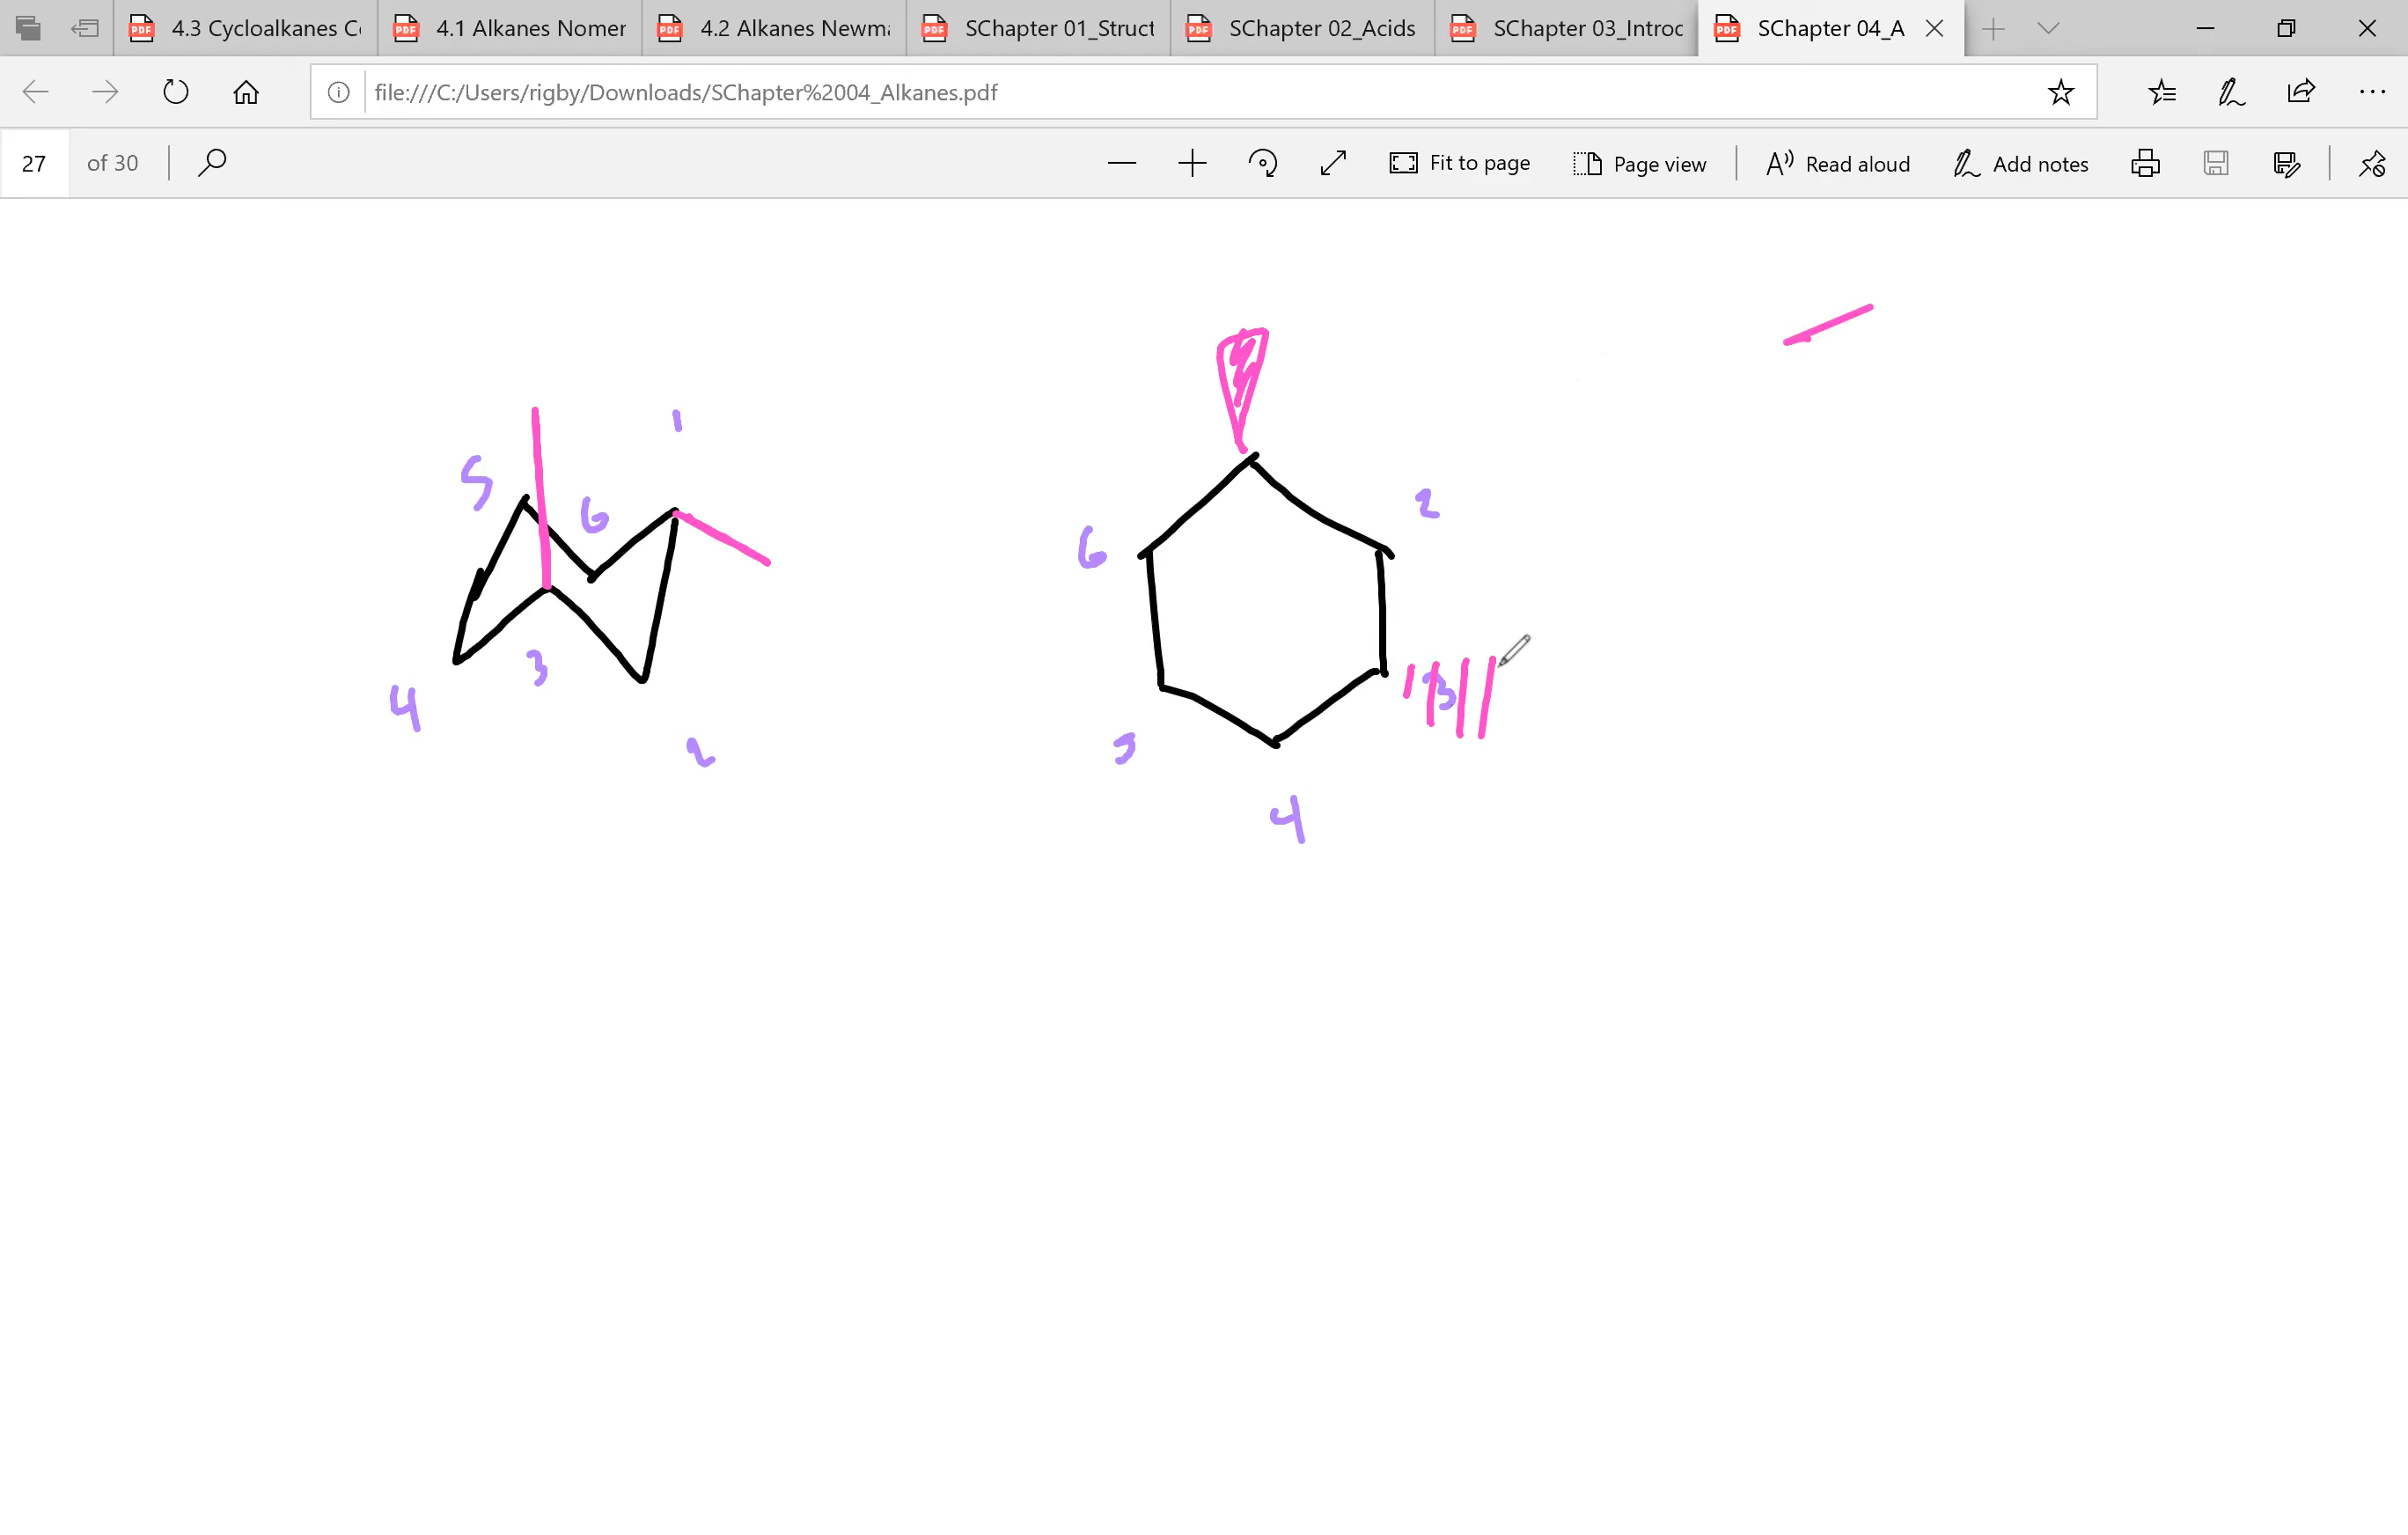 4.3 Cycloalkanes C
4.1 Alkanes Nomer
4.2 Alkanes Newm
SChapter 01_Struct
SChapter 02_Acids
SChapter 03_Introc
SChapter 04_A
file:///C:/Users/rigby/Downloads/SChapter%2004_Alkanes.pdf
27 of 30
Fit to page
Page view
Read aloud
Add notes
1
5
6
3
4
2
2
6
3
5
4